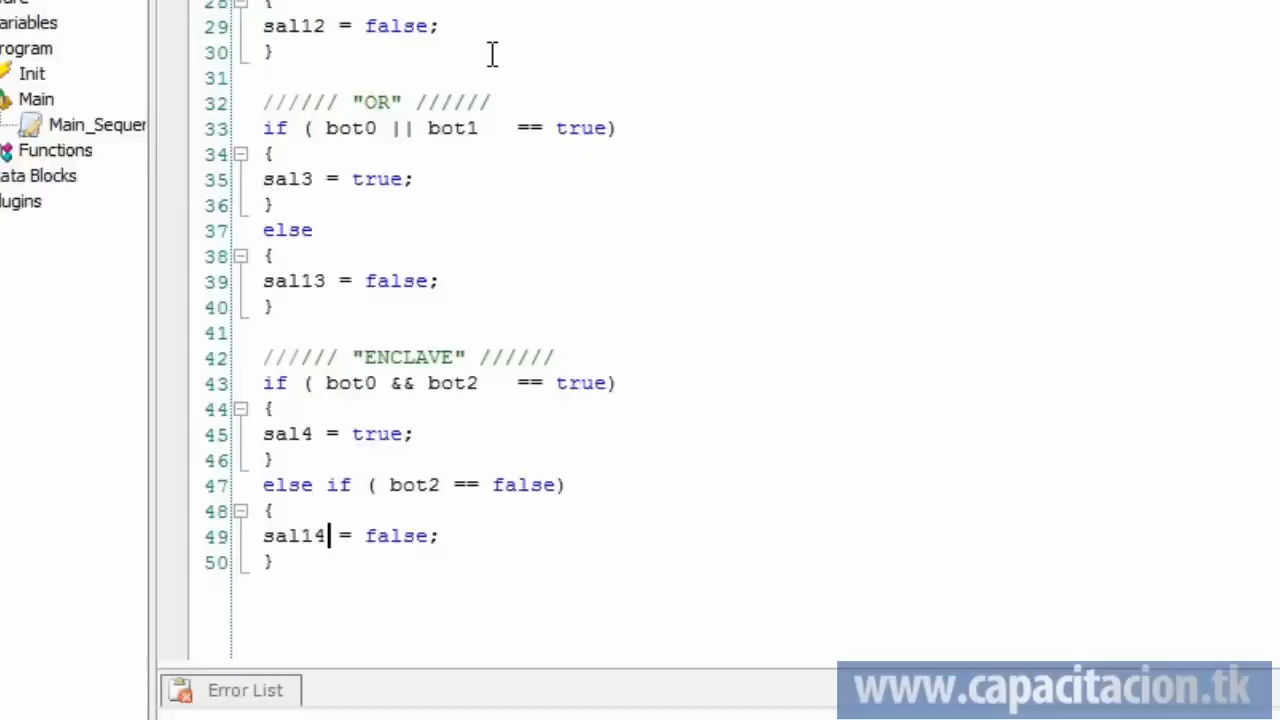 ariables
rogram
Init
Main
Main_Sequer
Functions
ata Blocks
lugins
28 {
29 sal12 = false;
30 }
31
32 ////// "OR" //////
33 if ( bot0 || bot1   == true)
34 {
35 sal3 = true;
36 }
37 else
38 {
39 sal13 = false;
40 }
41
42 ////// "ENCLAVE" //////
43 if ( bot0 && bot2   == true)
44 {
45 sal4 = true;
46 }
47 else if ( bot2 == false)
48 {
49 sal14 = false;
50 }
Error List
www.capacitacion.tk